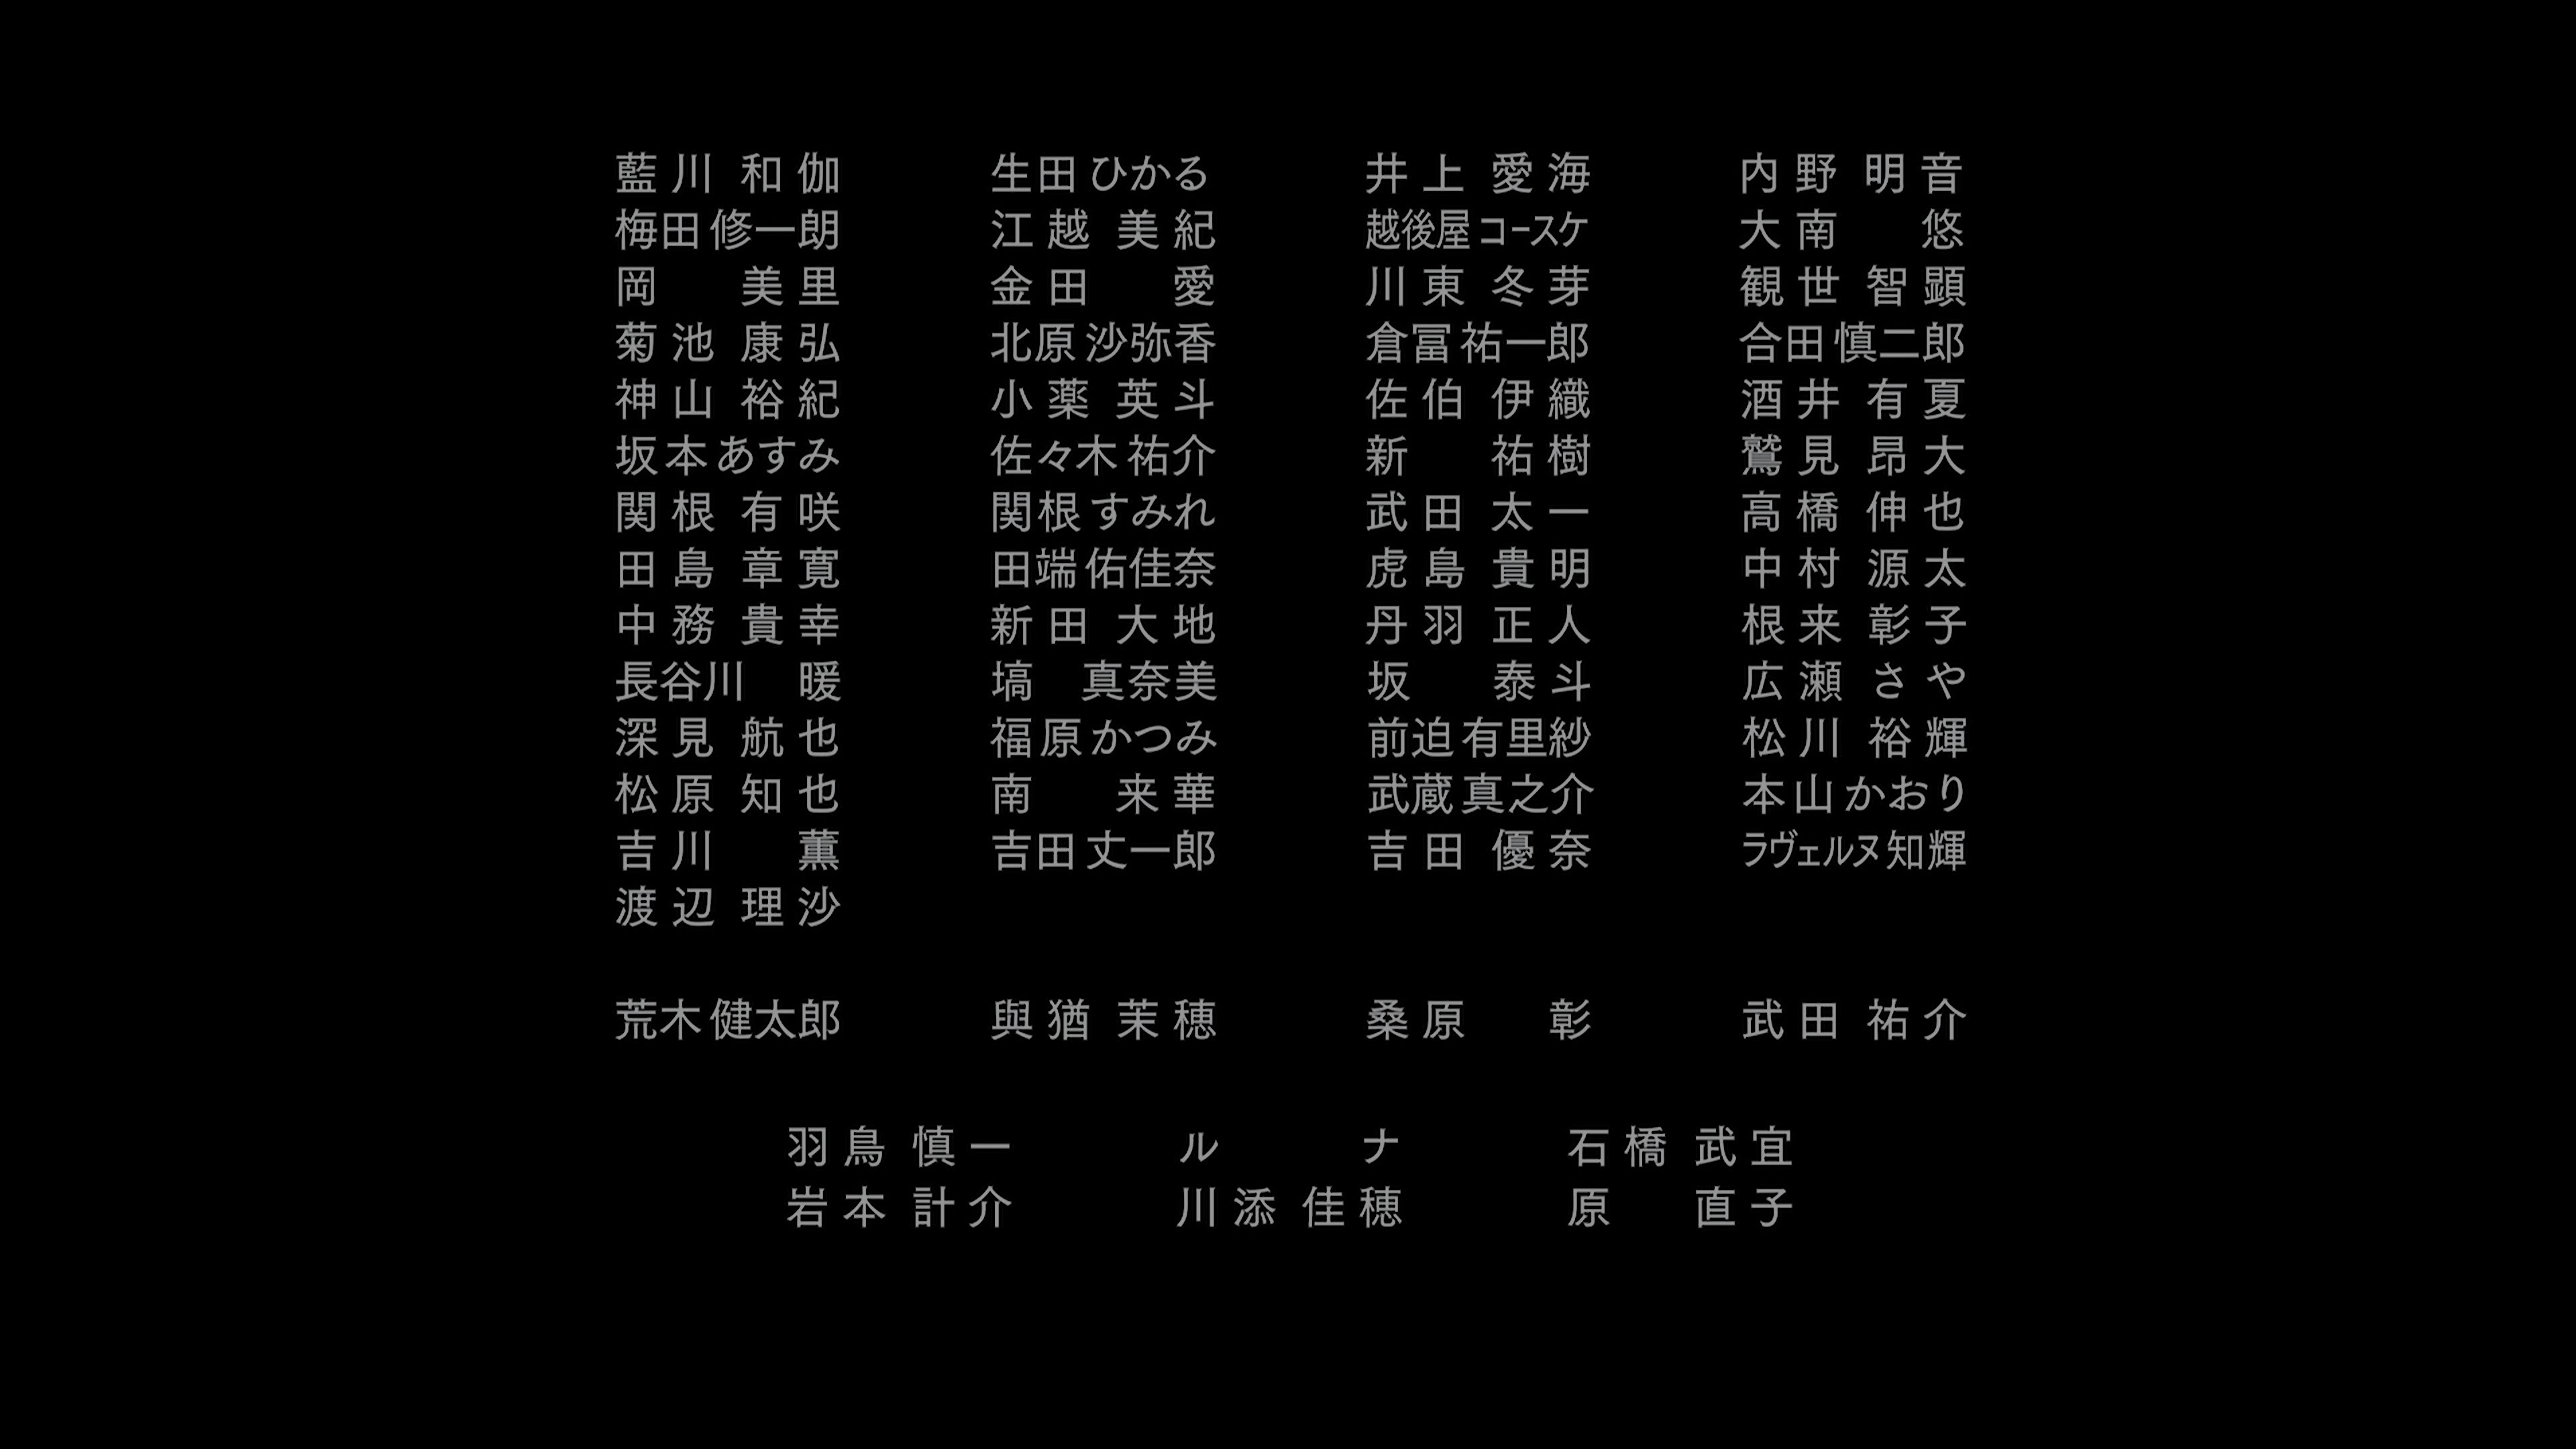 藍川 和伽 生田ひかる 井上 愛海 内野 明音
梅田修一朗 江越 美紀 越後屋コースケ 大南 悠
岡 美里 金田 愛 川東 冬芽 観世 智顕
菊池 康弘 北原沙弥香 倉冨祐一郎 合田慎二郎
神山 裕紀 小薬 英斗 佐伯 伊織 酒井 有夏
坂本あすみ 佐々木祐介 新 祐樹 鷲見 昂大
関根 有咲 関根すみれ 武田 太一 高橋 伸也
田島 章寛 田端佑佳奈 虎島 貴明 中村 源太
中務 貴幸 新田 大地 丹羽 正人 根来 彰子
長谷川 暖 塙 真奈美 坂 泰斗 広瀬 さや
深見 航也 福原かつみ 前迫有里紗 松川 裕輝
松原 知也 南 来華 武蔵真之介 本山かおり
吉川 薫 吉田丈一郎 吉田 優奈 ラヴェルヌ知輝
渡辺 理沙
荒木健太郎 與猶 茉穂 桑原 彰 武田 祐介
羽鳥 慎一 ルナ 石橋 武宜
岩本 計介 川添 佳穂 原 直子